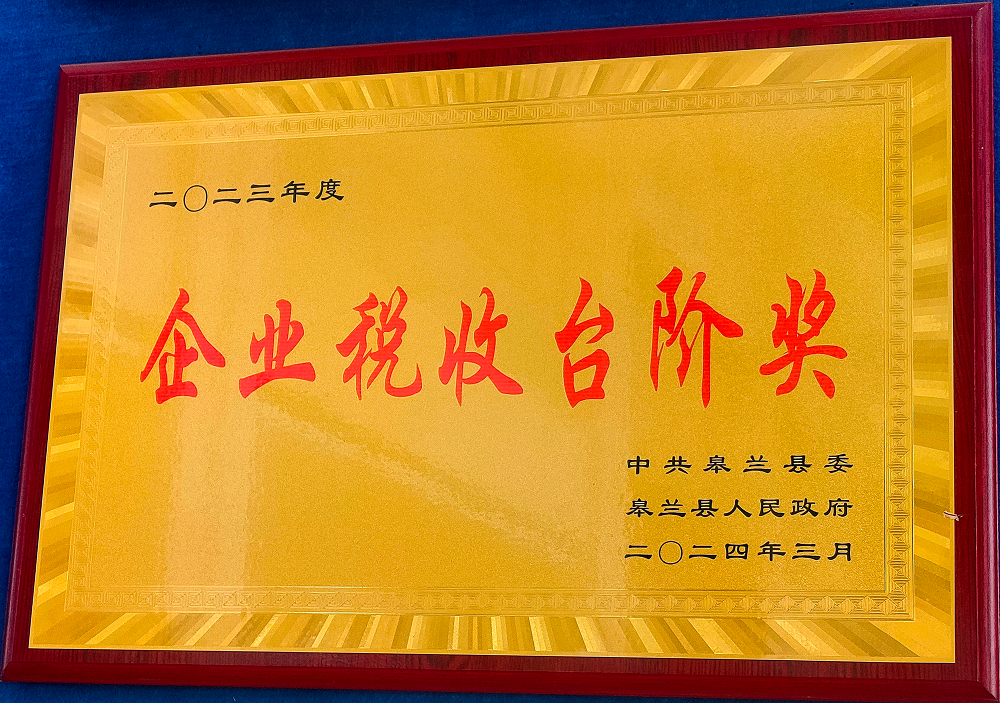 二〇二三年度
企业税收台阶奖
中共皋兰县委
皋兰县人民政府
二〇二四年三月